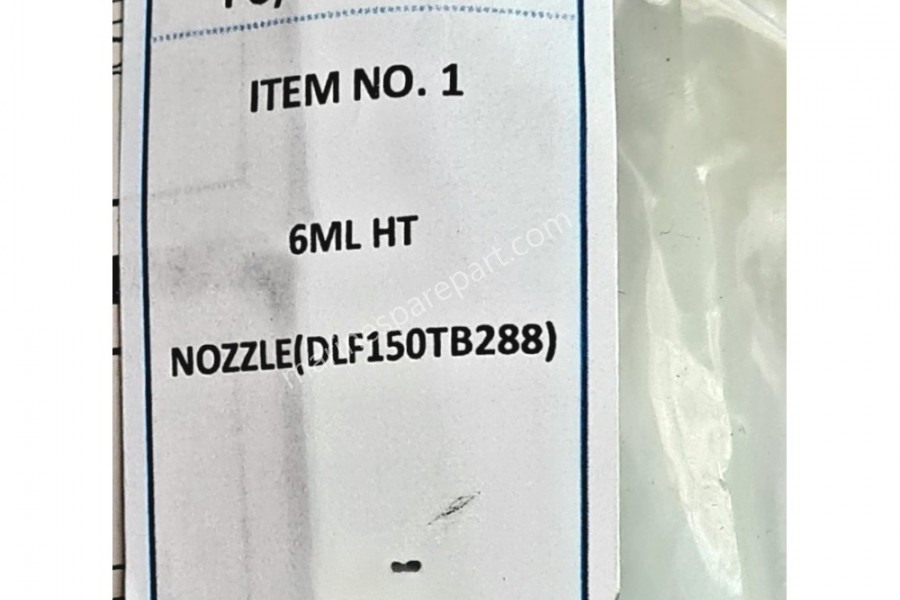 ITEM NO. 1
6ML HT
NOZZLE(DLF150TB288)